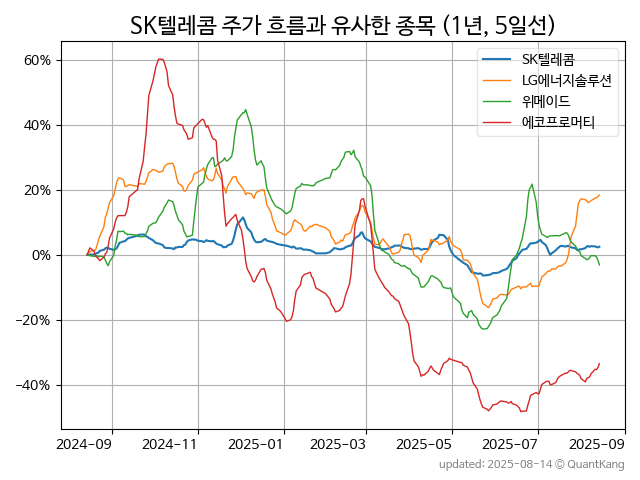 SK텔레콤 주가 흐름과 유사한 종목 (1년, 5일선)
SK텔레콤
LG에너지솔루션
위메이드
에코프로머티
60%
40%
20%
0%
−20%
−40%
2024-09 2024-11 2025-01 2025-03 2025-05 2025-07 2025-09
updated: 2025-08-14 © QuantKang